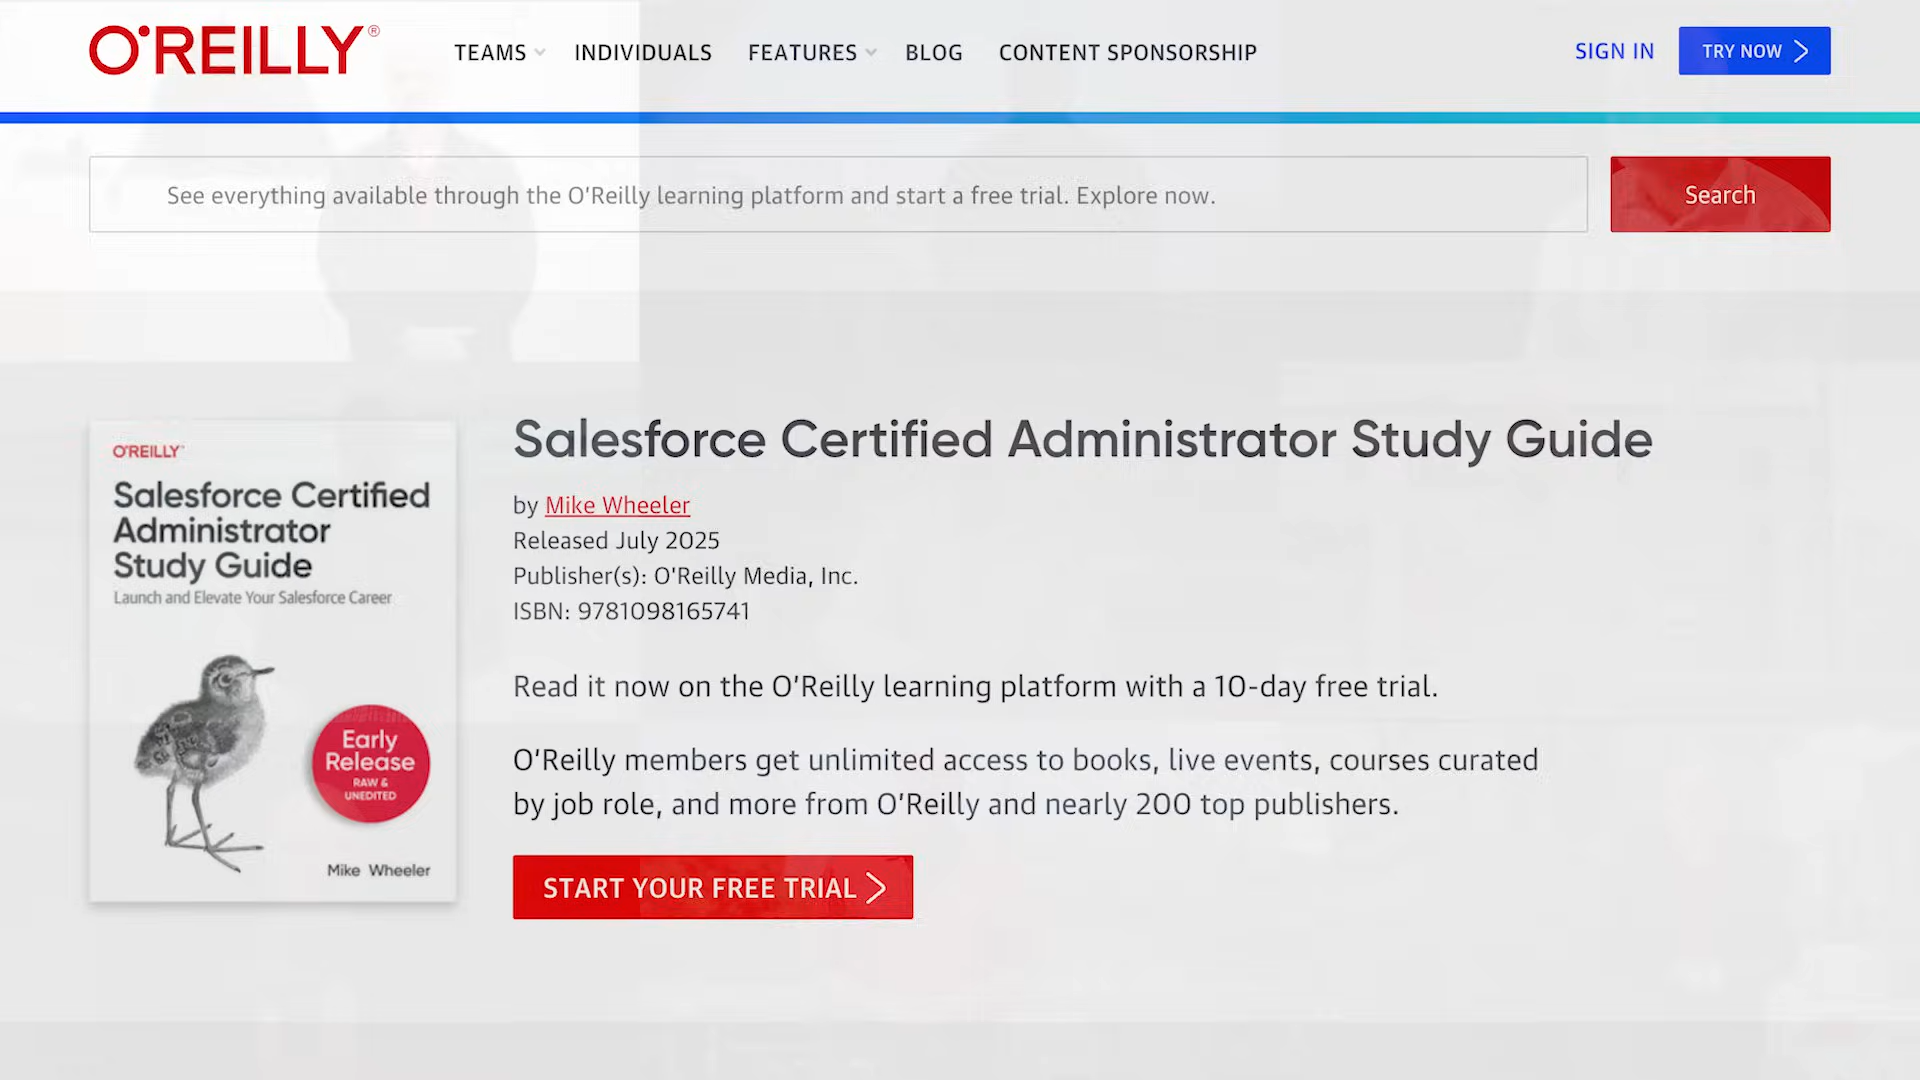 O'REILLY®
TEAMS INDIVIDUALS FEATURES BLOG CONTENT SPONSORSHIP
SIGN IN
TRY NOW
See everything available through the O'Reilly learning platform and start a free trial. Explore now.
Search
O'REILLY®
Salesforce Certified
Administrator
Study Guide
Launch and Elevate Your Salesforce Career
Early
Release
RAW &
UNEDITED
Mike Wheeler
Salesforce Certified Administrator Study Guide
by Mike Wheeler
Released July 2025
Publisher(s): O'Reilly Media, Inc.
ISBN: 9781098165741
Read it now on the O'Reilly learning platform with a 10-day free trial.
O'Reilly members get unlimited access to books, live events, courses curated
by job role, and more from O'Reilly and nearly 200 top publishers.
START YOUR FREE TRIAL